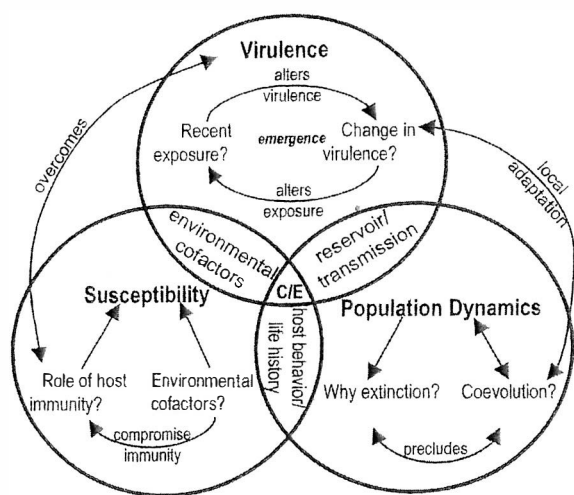 Virulence
alters
virulence
Recent
exposure?
emergence
Change in
virulence?
alters
exposure
overcomes
local
adaptation
environmental
cofactors
reservoir/
transmission
C/E
host behavior/
life history
Susceptibility
Role of host
immunity?
Environmental
cofactors?
compromise
immunity
Population Dynamics
Why extinction?
Coevolution?
precludes